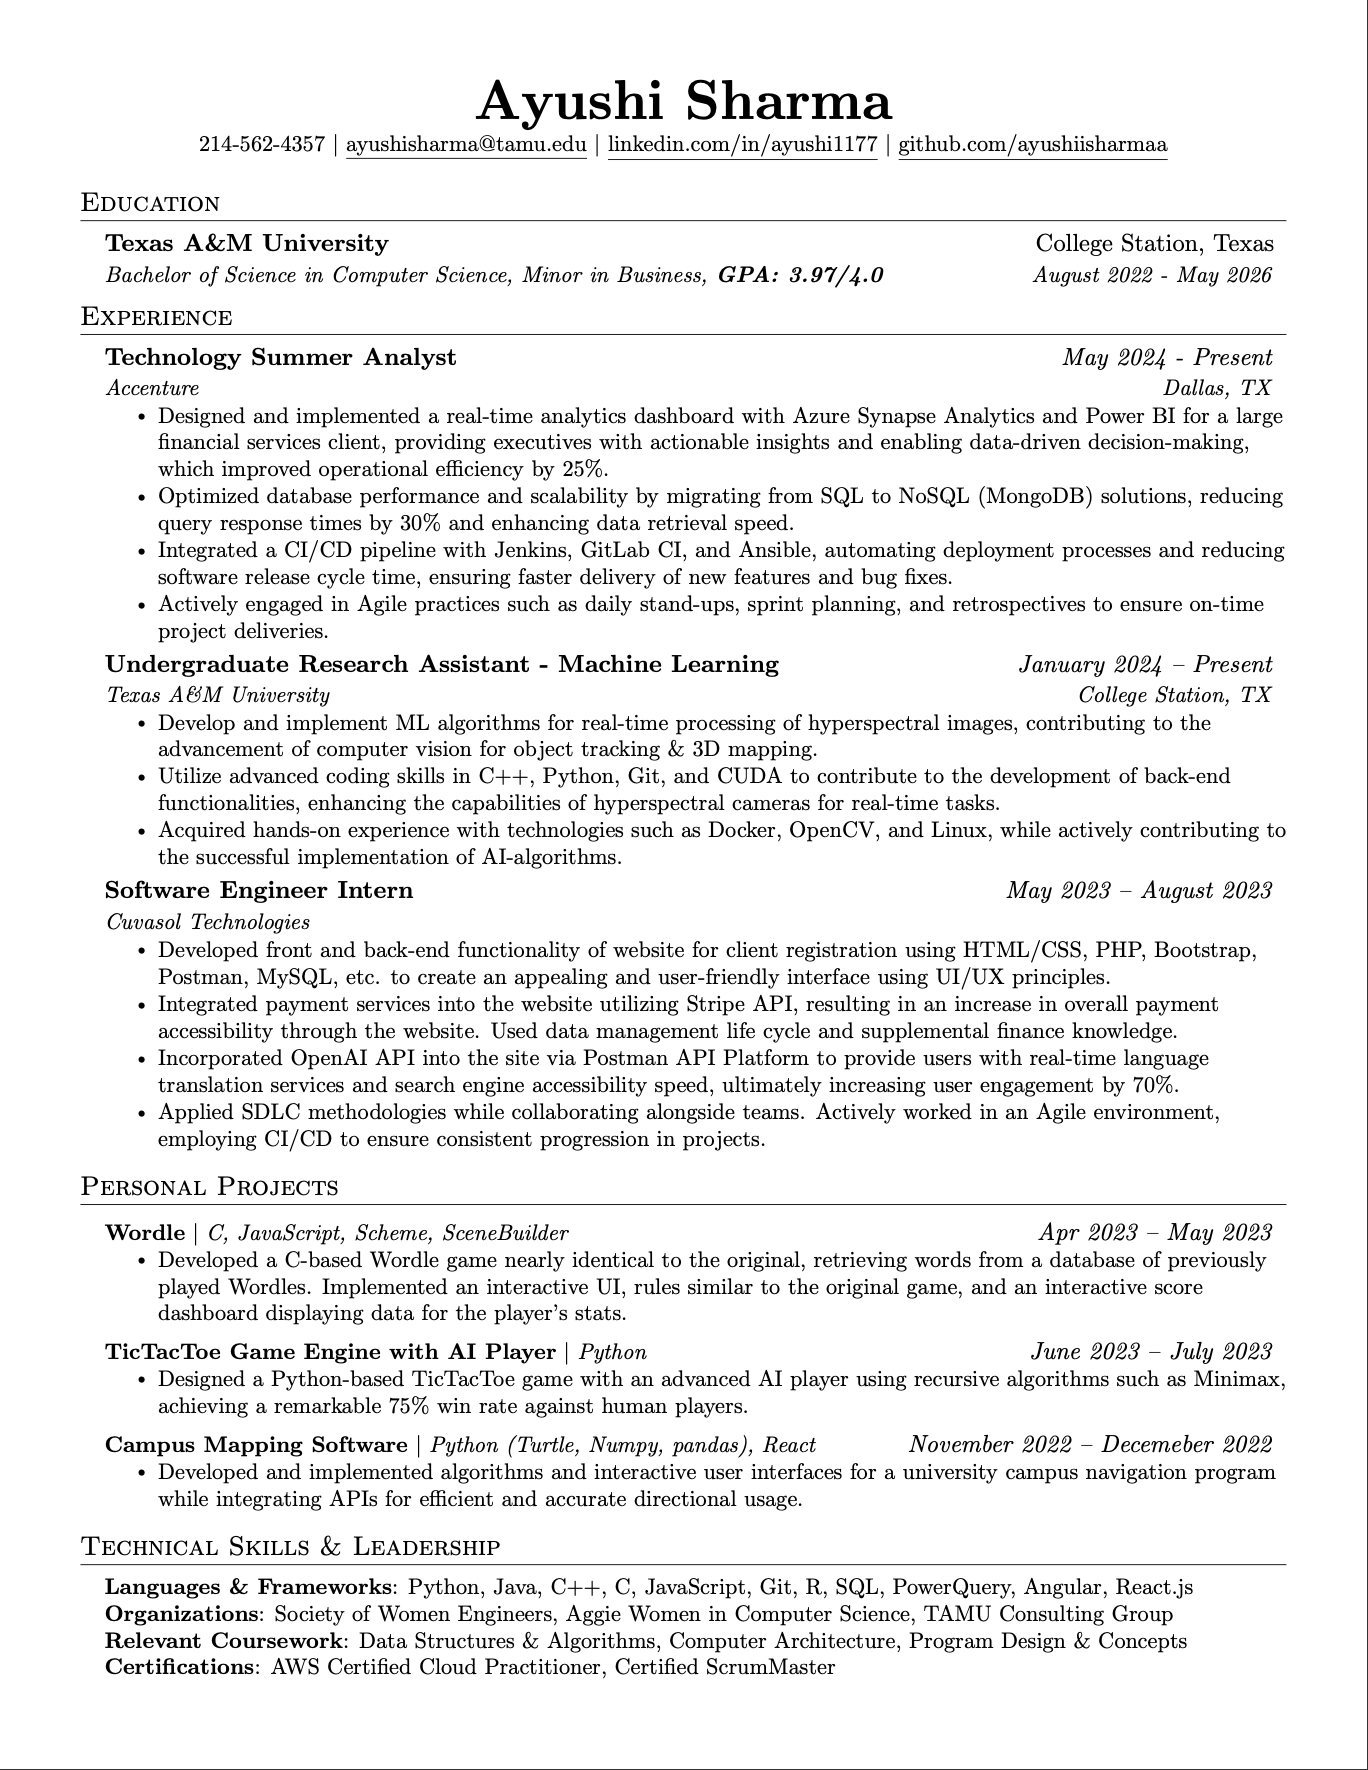 Ayushi Sharma
214-562-4357 | ayushisharma@tamu.edu | linkedin.com/in/ayushi1177 | github.com/ayushiisharmaa
Education
Texas A&M University College Station, Texas
Bachelor of Science in Computer Science, Minor in Business, GPA: 3.97/4.0 August 2022 - May 2026
Experience
Technology Summer Analyst May 2024 - Present
Accenture Dallas, TX
• Designed and implemented a real-time analytics dashboard with Azure Synapse Analytics and Power BI for a large
financial services client, providing executives with actionable insights and enabling data-driven decision-making,
which improved operational efficiency by 25%.
• Optimized database performance and scalability by migrating from SQL to NoSQL (MongoDB) solutions, reducing
query response times by 30% and enhancing data retrieval speed.
• Integrated a CI/CD pipeline with Jenkins, GitLab CI, and Ansible, automating deployment processes and reducing
software release cycle time, ensuring faster delivery of new features and bug fixes.
• Actively engaged in Agile practices such as daily stand-ups, sprint planning, and retrospectives to ensure on-time
project deliveries.
Undergraduate Research Assistant - Machine Learning January 2024 – Present
Texas A&M University College Station, TX
• Develop and implement ML algorithms for real-time processing of hyperspectral images, contributing to the
advancement of computer vision for object tracking & 3D mapping.
• Utilize advanced coding skills in C++, Python, Git, and CUDA to contribute to the development of back-end
functionalities, enhancing the capabilities of hyperspectral cameras for real-time tasks.
• Acquired hands-on experience with technologies such as Docker, OpenCV, and Linux, while actively contributing to
the successful implementation of AI-algorithms.
Software Engineer Intern May 2023 – August 2023
Cuvasol Technologies
• Developed front and back-end functionality of website for client registration using HTML/CSS, PHP, Bootstrap,
Postman, MySQL, etc. to create an appealing and user-friendly interface using UI/UX principles.
• Integrated payment services into the website utilizing Stripe API, resulting in an increase in overall payment
accessibility through the website. Used data management life cycle and supplemental finance knowledge.
• Incorporated OpenAI API into the site via Postman API Platform to provide users with real-time language
translation services and search engine accessibility speed, ultimately increasing user engagement by 70%.
• Applied SDLC methodologies while collaborating alongside teams. Actively worked in an Agile environment,
employing CI/CD to ensure consistent progression in projects.
Personal Projects
Wordle | C, JavaScript, Scheme, SceneBuilder Apr 2023 – May 2023
• Developed a C-based Wordle game nearly identical to the original, retrieving words from a database of previously
played Wordles. Implemented an interactive UI, rules similar to the original game, and an interactive score
dashboard displaying data for the player's stats.
TicTacToe Game Engine with AI Player | Python June 2023 – July 2023
• Designed a Python-based TicTacToe game with an advanced AI player using recursive algorithms such as Minimax,
achieving a remarkable 75% win rate against human players.
Campus Mapping Software | Python (Turtle, Numpy, pandas), React November 2022 – Decemeber 2022
• Developed and implemented algorithms and interactive user interfaces for a university campus navigation program
while integrating APIs for efficient and accurate directional usage.
Technical Skills & Leadership
Languages & Frameworks: Python, Java, C++, C, JavaScript, Git, R, SQL, PowerQuery, Angular, React.js
Organizations: Society of Women Engineers, Aggie Women in Computer Science, TAMU Consulting Group
Relevant Coursework: Data Structures & Algorithms, Computer Architecture, Program Design & Concepts
Certifications: AWS Certified Cloud Practitioner, Certified ScrumMaster